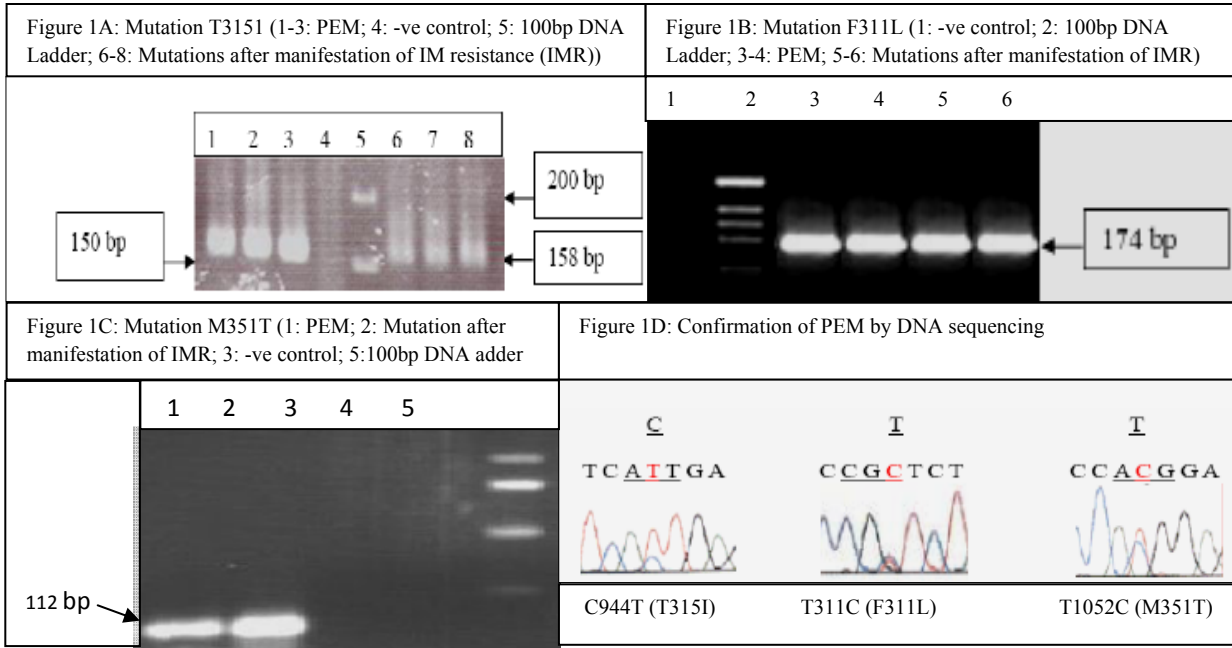 Figure 1A: Mutation T3151 (1-3: PEM; 4: -ve control; 5: 100bp DNA
Ladder; 6-8: Mutations after manifestation of IM resistance (IMR))
1 2 3 4 5 6 7 8
200 bp
150 bp
158 bp
Figure 1B: Mutation F311L (1: -ve control; 2: 100bp DNA
Ladder; 3-4: PEM; 5-6: Mutations after manifestation of IMR)
1 2 3 4 5 6
174 bp
Figure 1C: Mutation M351T (1: PEM; 2: Mutation after
manifestation of IMR; 3: -ve control; 5:100bp DNA adder
1 2 3 4 5
112 bp
Figure 1D: Confirmation of PEM by DNA sequencing
C T T
T C A T T G A C C G C T C T C C A C G G A
C944T (T315I) T311C (F311L) T1052C (M351T)